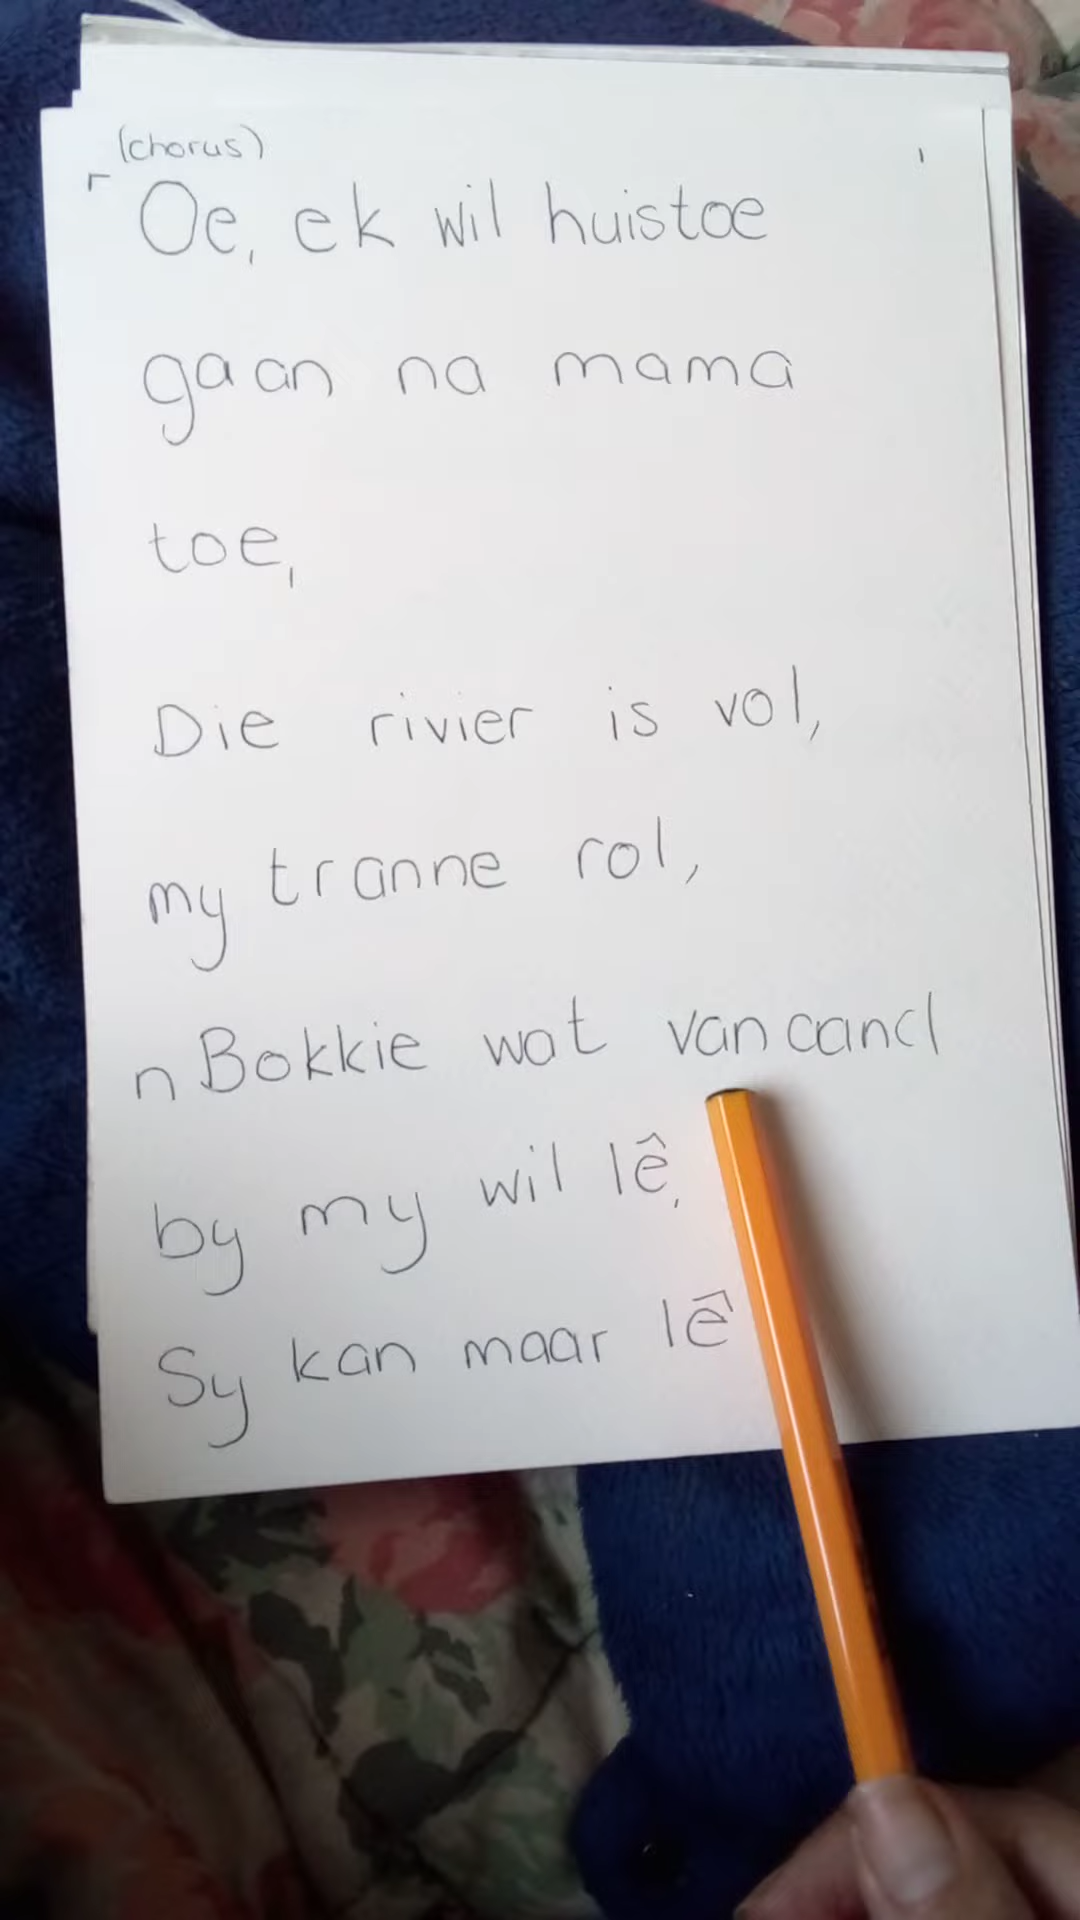 (chorus)
Oe, ek wil huistoe
gaan na mama
toe,
Die rivier is vol,
my tranne rol,
n Bokkie wat van aand
by my wil lê,
Sy kan maar lê